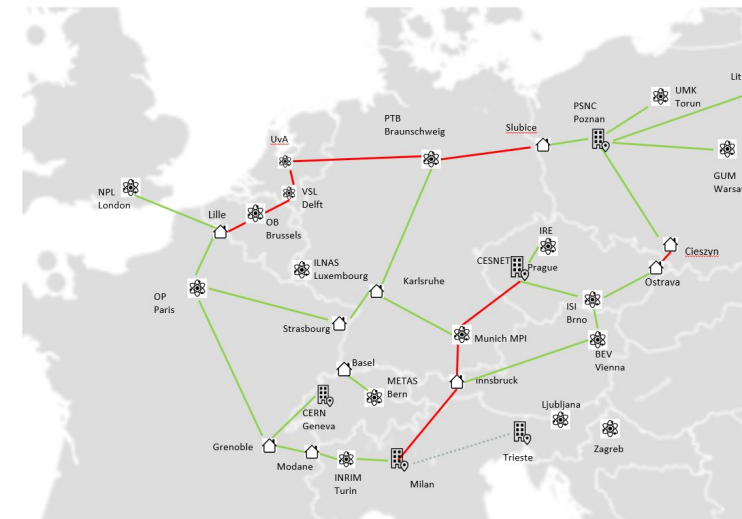 Lit
UMK
Torun
PSNC
Poznan
PTB
Braunschweig
Slubice
UvA
GUM
Warsa
NPL
London
VSL
Delft
Lille
OB
Brussels
IRE
Cieszyn
CESNET
Prague
ILNAS
Luxembourg
Karlsruhe
Ostrava
OP
Paris
ISI
Brno
Strasbourg
Munich MPI
BEV
Vienna
Basel
METAS
Bern
Innsbruck
CERN
Geneva
Ljubljana
Grenoble
Zagreb
Modane
Trieste
INRIM
Turin
Milan